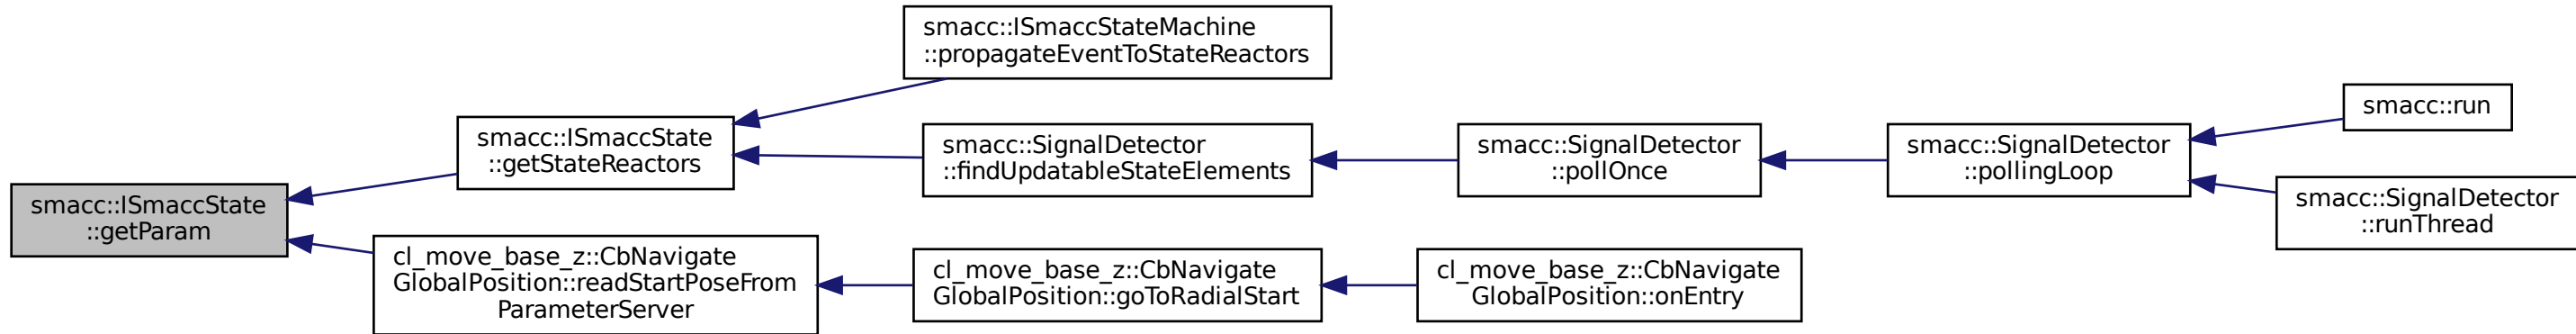 smacc::ISmaccState
::getParam
smacc::ISmaccState
::getStateReactors
smacc::ISmaccStateMachine
::propagateEventToStateReactors
smacc::SignalDetector
::findUpdatableStateElements
smacc::SignalDetector
::pollOnce
smacc::SignalDetector
::pollingLoop
smacc::run
smacc::SignalDetector
::runThread
cl_move_base_z::CbNavigate
GlobalPosition::readStartPoseFrom
ParameterServer
cl_move_base_z::CbNavigate
GlobalPosition::goToRadialStart
cl_move_base_z::CbNavigate
GlobalPosition::onEntry